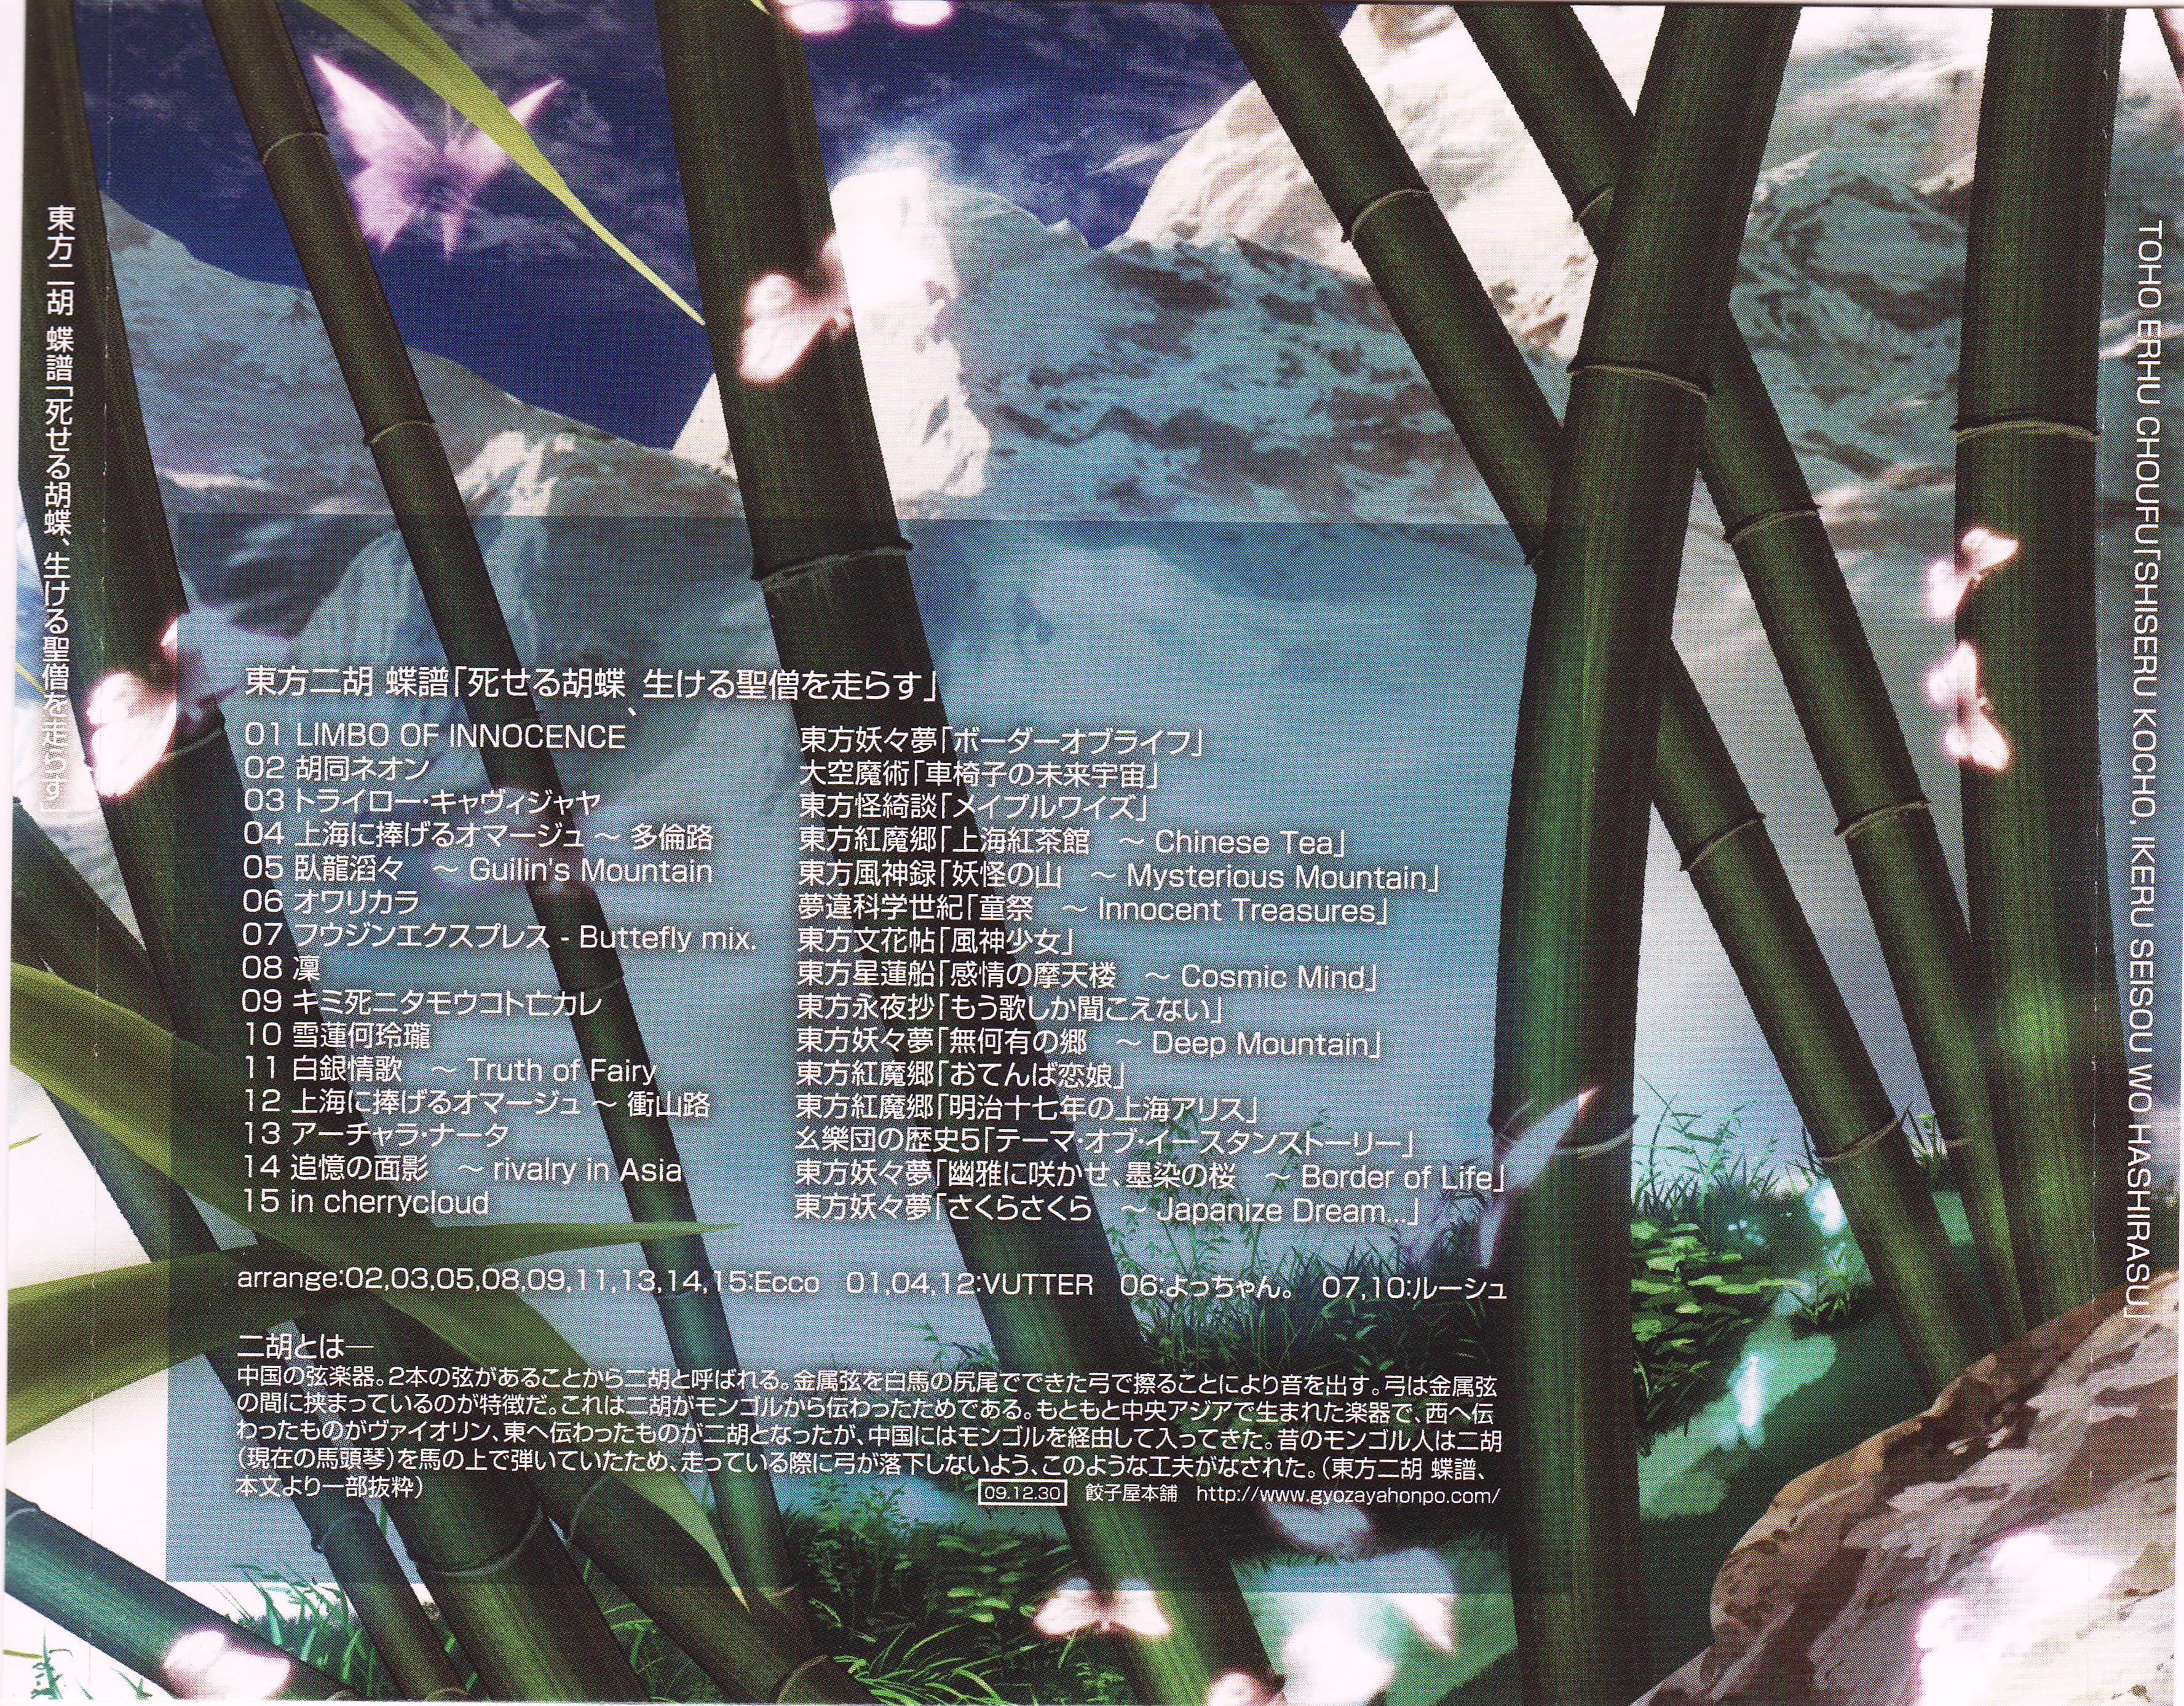 東方二胡 蝶譜「死せる胡蝶、生ける聖僧を走らす」
東方二胡 蝶譜「死せる胡蝶、生ける聖僧を走らす」
01 LIMBO OF INNOCENCE 東方妖々夢「ボーダーオブライフ」
02 胡同ネオン 大空魔術「車椅子の未来宇宙」
03 トライロー・キャヴィジャヤ 東方怪綺談「メイプルワイズ」
04 上海に捧げるオマージュ ～ 多倫路 東方紅魔郷「上海紅茶館　～ Chinese Tea」
05 臥龍滔々　～ Guilin's Mountain 東方風神録「妖怪の山　～ Mysterious Mountain」
06 オワリカラ 夢違科学世紀「童祭　～ Innocent Treasures」
07 フウジンエクスプレス - Buttefly mix. 東方文花帖「風神少女」
08 凜 東方星蓮船「感情の摩天楼　～ Cosmic Mind」
09 キミ死ニタモウコト亡カレ 東方永夜抄「もう歌しか聞こえない」
10 雪蓮何玲瓏 東方妖々夢「無何有の郷　～ Deep Mountain」
11 白銀情歌　～ Truth of Fairy 東方紅魔郷「おてんば恋娘」
12 上海に捧げるオマージュ ～ 衝山路 東方紅魔郷「明治十七年の上海アリス」
13 アーチャラ・ナータ 幺樂団の歴史5「テーマ・オブ・イースタンストーリー」
14 追憶の面影　～ rivalry in Asia 東方妖々夢「幽雅に咲かせ、墨染の桜　～ Border of Life」
15 in cherrycloud 東方妖々夢「さくらさくら　～ Japanize Dream...」
arrange:02,03,05,08,09,11,13,14,15:Ecco　01,04,12:VUTTER　06:よっちゃん。　07,10:ルーシュ
二胡とは―
中国の弦楽器。2本の弦があることから二胡と呼ばれる。金属弦を白馬の尻尾でできた弓で擦ることにより音を出す。弓は金属弦
の間に挟まっているのが特徴だ。これは二胡がモンゴルから伝わったためである。もともと中央アジアで生まれた楽器で、西へ伝
わったものがヴァイオリン、東へ伝わったものが二胡となったが、中国にはモンゴルを経由して入ってきた。昔のモンゴル人は二胡
（現在の馬頭琴）を馬の上で弾いていたため、走っている際に弓が落下しないよう、このような工夫がなされた。（東方二胡 蝶譜、
本文より一部抜粋）
09.12.30　餃子屋本舗　http://www.gyozayahonpo.com/
TOHO ERHU CHOUFU「SHISERU KOCHO, IKERU SEISOU WO HASHIRASU」